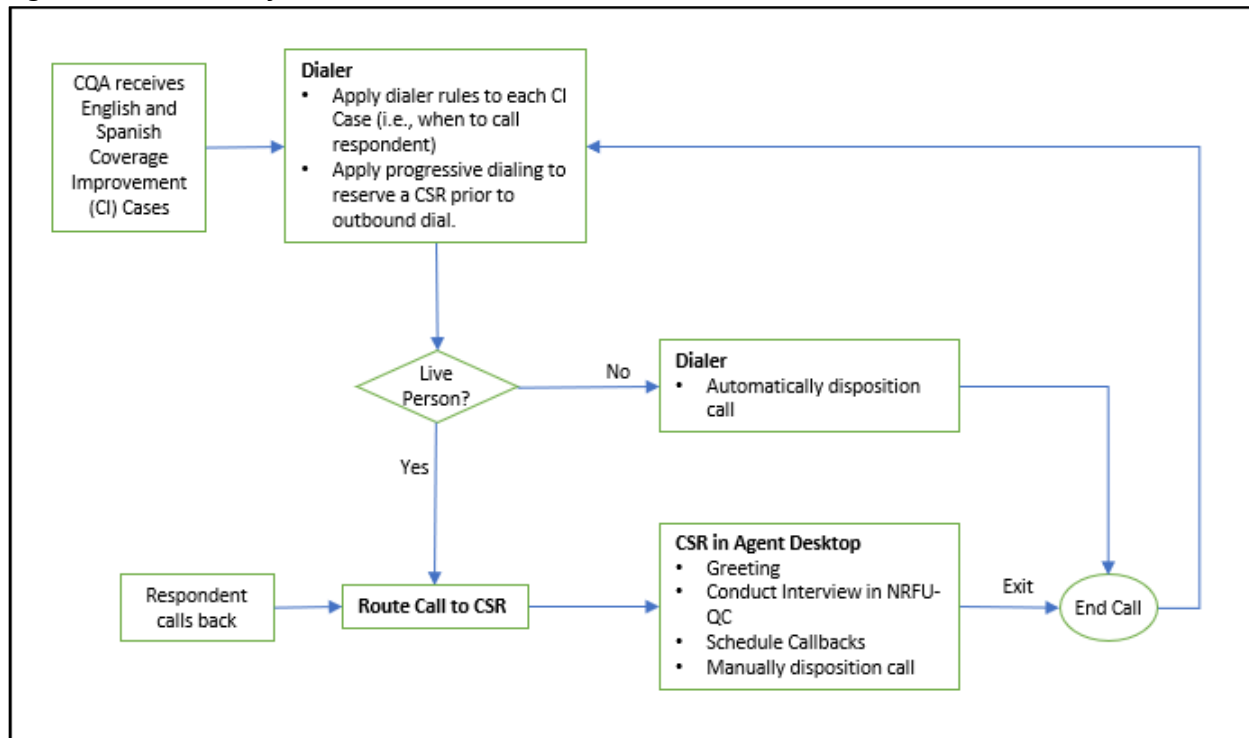 CQA receives
English and
Spanish
Coverage
Improvement
(CI) Cases
Dialer
• Apply dialer rules to each CI
Case (i.e., when to call
respondent)
• Apply progressive dialing to
reserve a CSR prior to
outbound dial.
Live
Person?
No
Dialer
• Automatically disposition
call
Yes
Respondent
calls back
Route Call to CSR
CSR in Agent Desktop
• Greeting
• Conduct Interview in NRFU-
QC
• Schedule Callbacks
• Manually disposition call
Exit
End Call